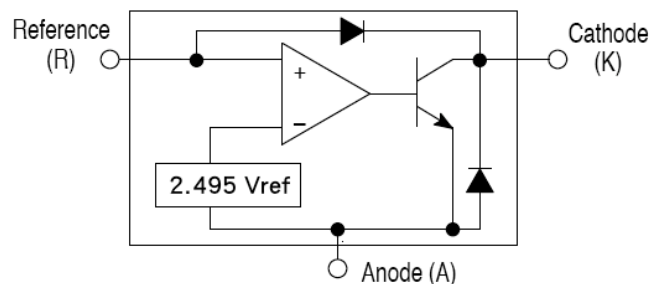 Reference
(R)
Cathode
(K)
+
−
2.495 Vref
Anode (A)